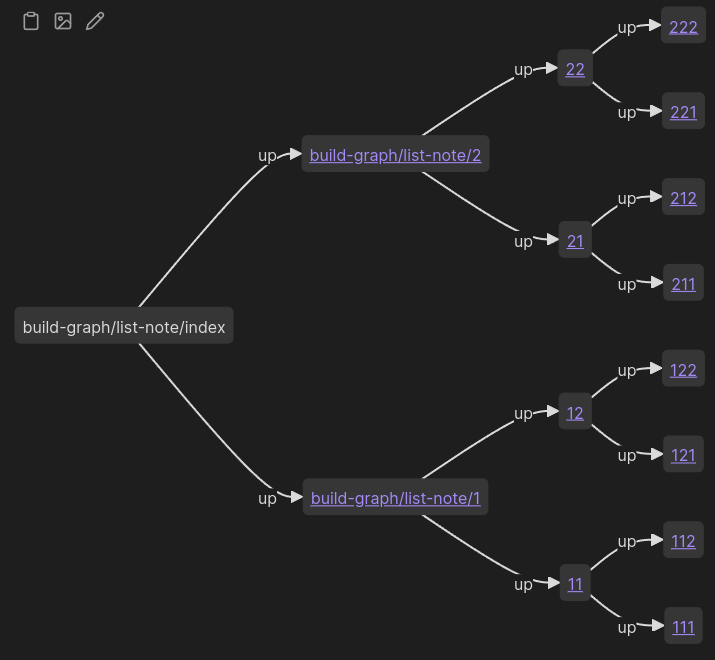 up
222
up
22
up
221
up
build-graph/list-note/2
up
212
up
21
up
211
build-graph/list-note/index
up
122
up
12
up
121
up
build-graph/list-note/1
up
112
up
11
up
111